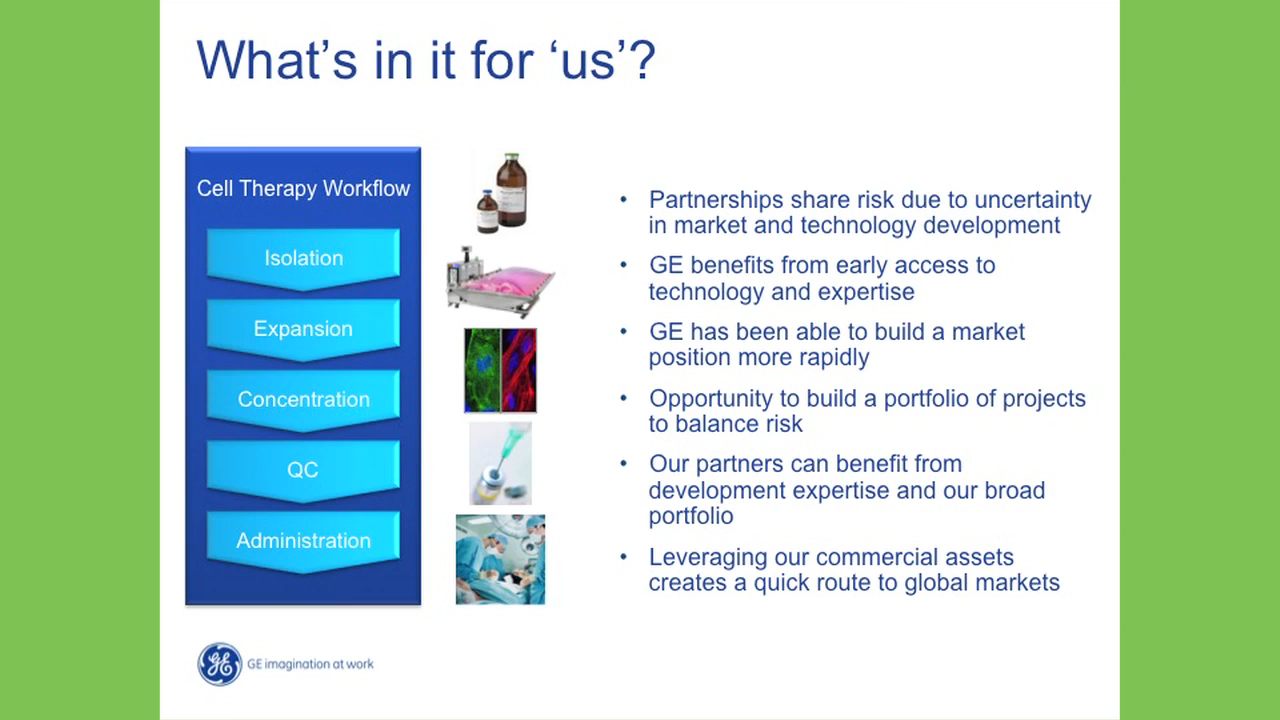 What’s in it for ‘us’?
Cell Therapy Workflow
Isolation
Expansion
Concentration
QC
Administration
• Partnerships share risk due to uncertainty
in market and technology development
• GE benefits from early access to
technology and expertise
• GE has been able to build a market
position more rapidly
• Opportunity to build a portfolio of projects
to balance risk
• Our partners can benefit from
development expertise and our broad
portfolio
• Leveraging our commercial assets
creates a quick route to global markets
GE imagination at work